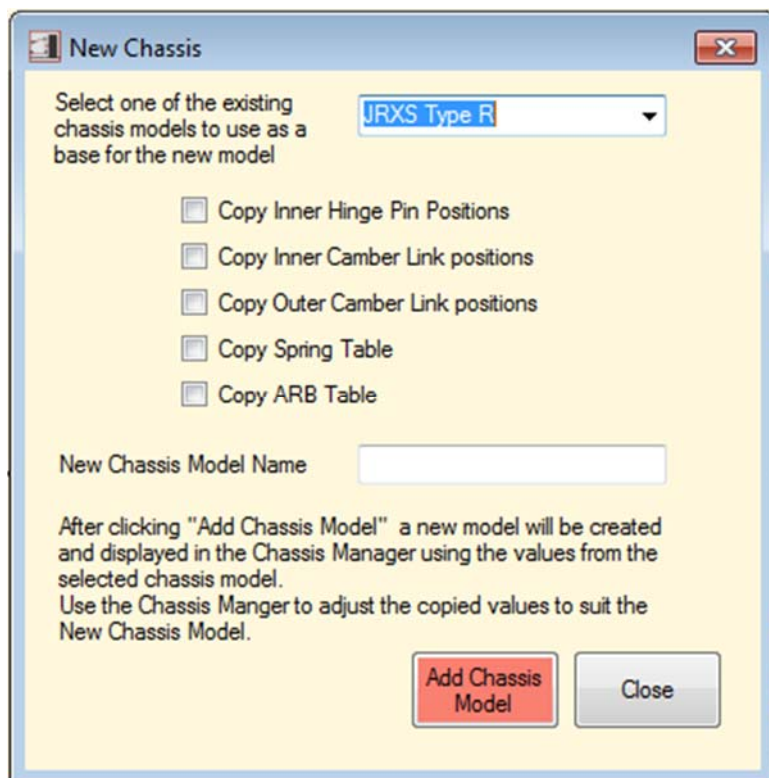 New Chassis
Select one of the existing
chassis models to use as a
base for the new model
JRXS Type R
Copy Inner Hinge Pin Positions
Copy Inner Camber Link positions
Copy Outer Camber Link positions
Copy Spring Table
Copy ARB Table
New Chassis Model Name
After clicking "Add Chassis Model" a new model will be created
and displayed in the Chassis Manager using the values from the
selected chassis model.
Use the Chassis Manger to adjust the copied values to suit the
New Chassis Model.
Add Chassis
Model
Close